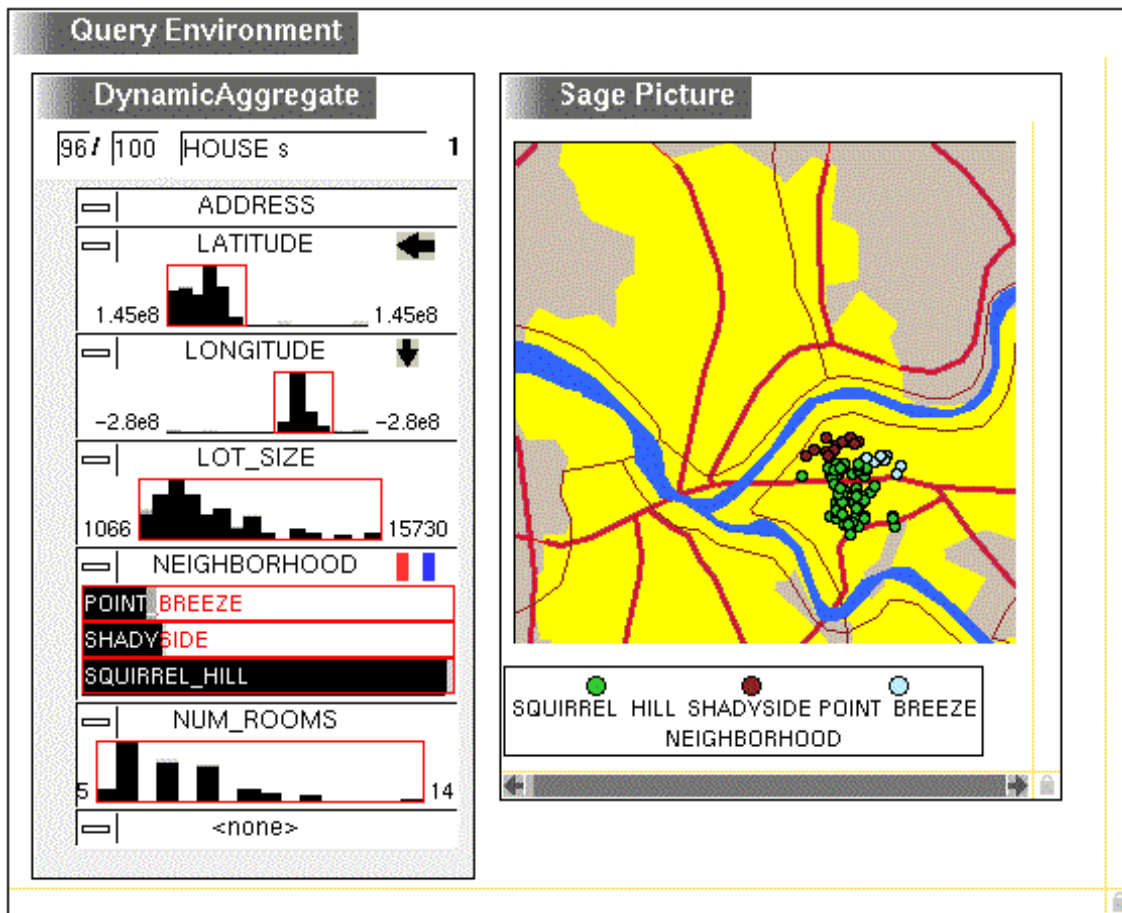 Query Environment
DynamicAggregate
96/ 100 HOUSE s 1
ADDRESS
LATITUDE
1.45e8 1.45e8
LONGITUDE
-2.8e8 -2.8e8
LOT_SIZE
1066 15730
NEIGHBORHOOD
POINT_BREEZE
SHADYSIDE
SQUIRREL_HILL
NUM_ROOMS
5 14
<none>
Sage Picture
SQUIRREL HILL SHADYSIDE POINT BREEZE
NEIGHBORHOOD